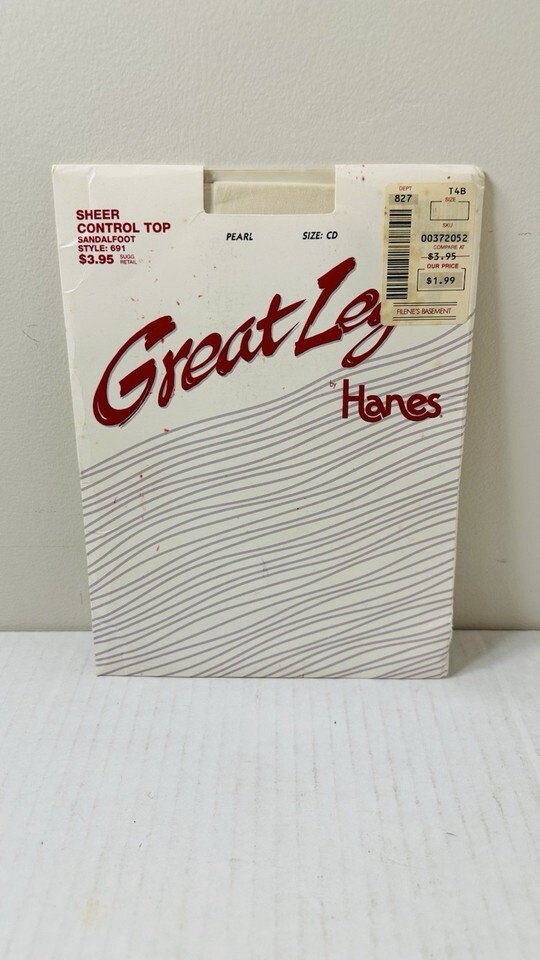 SHEER
CONTROL TOP
SANDALFOOT
STYLE: 691
$3.95 SUGG. RETAIL
PEARL SIZE: CD
DEPT T4B
827 SIZE
SKU
00372052
COMPARE AT
$3.95
OUR PRICE
$1.99
FILENE'S BASEMENT
Great Leg
by Hanes